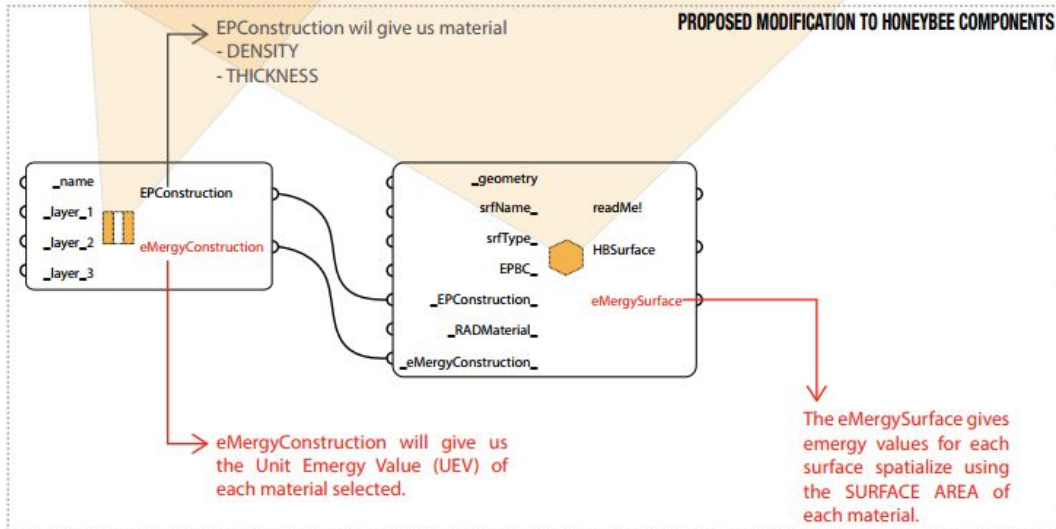 PROPOSED MODIFICATION TO HONEYBEE COMPONENTS
EPConstruction wil give us material
- DENSITY
- THICKNESS
_name
_layer_1
_layer_2
_layer_3
EPConstruction
eMergyConstruction
_geometry
srfName_
srfType_
EPBC_
_EPConstruction_
_RADMaterial_
_eMergyConstruction_
readMe!
HBSurface
eMergySurface
eMergyConstruction will give us
the Unit Emergy Value (UEV) of
each material selected.
The eMergySurface gives
emergy values for each
surface spatialize using
the SURFACE AREA of
each material.